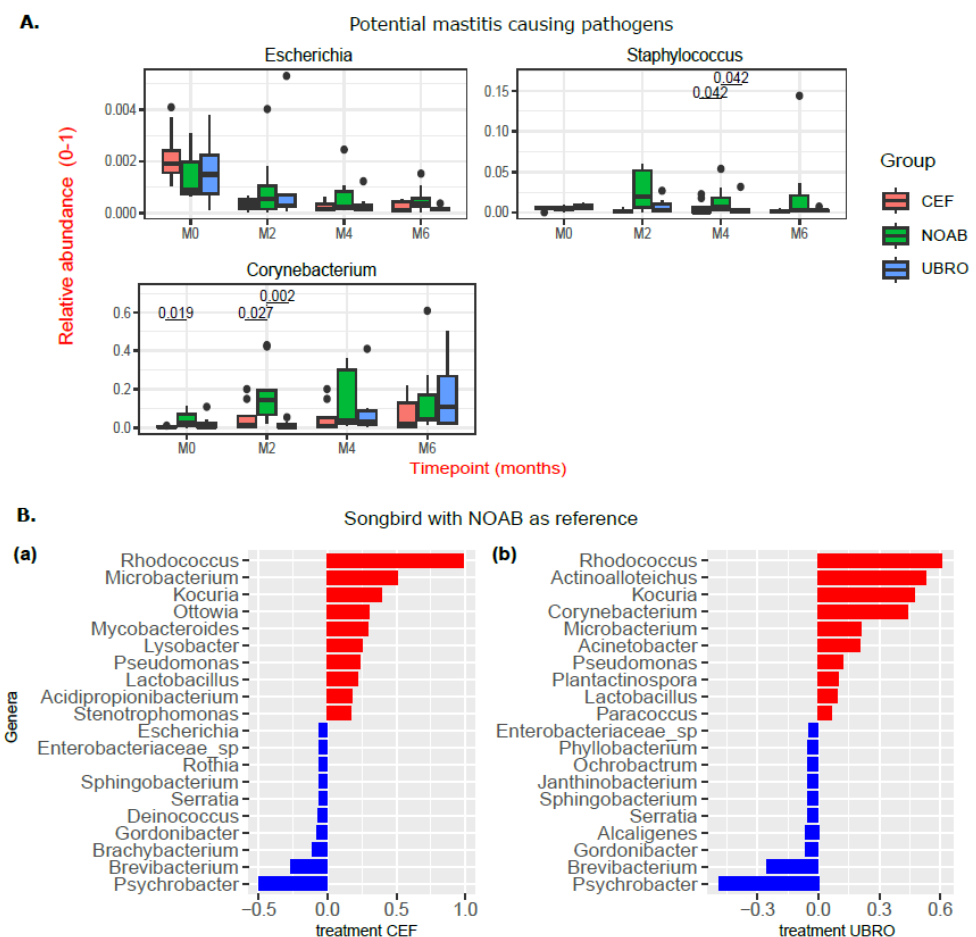 A.
Potential mastitis causing pathogens
Escherichia
Staphylococcus
0.004
0.002
0.000
M0 M2 M4 M6
0.15
0.10
0.05
0.00
0.042
0.042
M0 M2 M4 M6
Group
CEF
NOAB
UBRO
Relative abundance (0-1)
Corynebacterium
0.6
0.4
0.2
0.0
0.019
0.027
0.002
M0 M2 M4 M6
Timepoint (months)
B.
Songbird with NOAB as reference
(a)
Genera
Rhodococcus
Microbacterium
Kocuria
Ottowia
Mycobacteroides
Lysobacter
Pseudomonas
Lactobacillus
Acidipropionibacterium
Stenotrophomonas
Escherichia
Enterobacteriaceae_sp
Rothia
Sphingobacterium
Serratia
Deinococcus
Gordonibacter
Brachybacterium
Brevibacterium
Psychrobacter
−0.5 0.0 0.5 1.0
treatment CEF
(b)
Rhodococcus
Actinoalloteichus
Kocuria
Corynebacterium
Microbacterium
Acinetobacter
Pseudomonas
Plantactinospora
Lactobacillus
Paracoccus
Enterobacteriaceae_sp
Phyllobacterium
Ochrobactrum
Janthinobacterium
Sphingobacterium
Serratia
Alcaligenes
Gordonibacter
Brevibacterium
Psychrobacter
−0.3 0.0 0.3 0.6
treatment UBRO